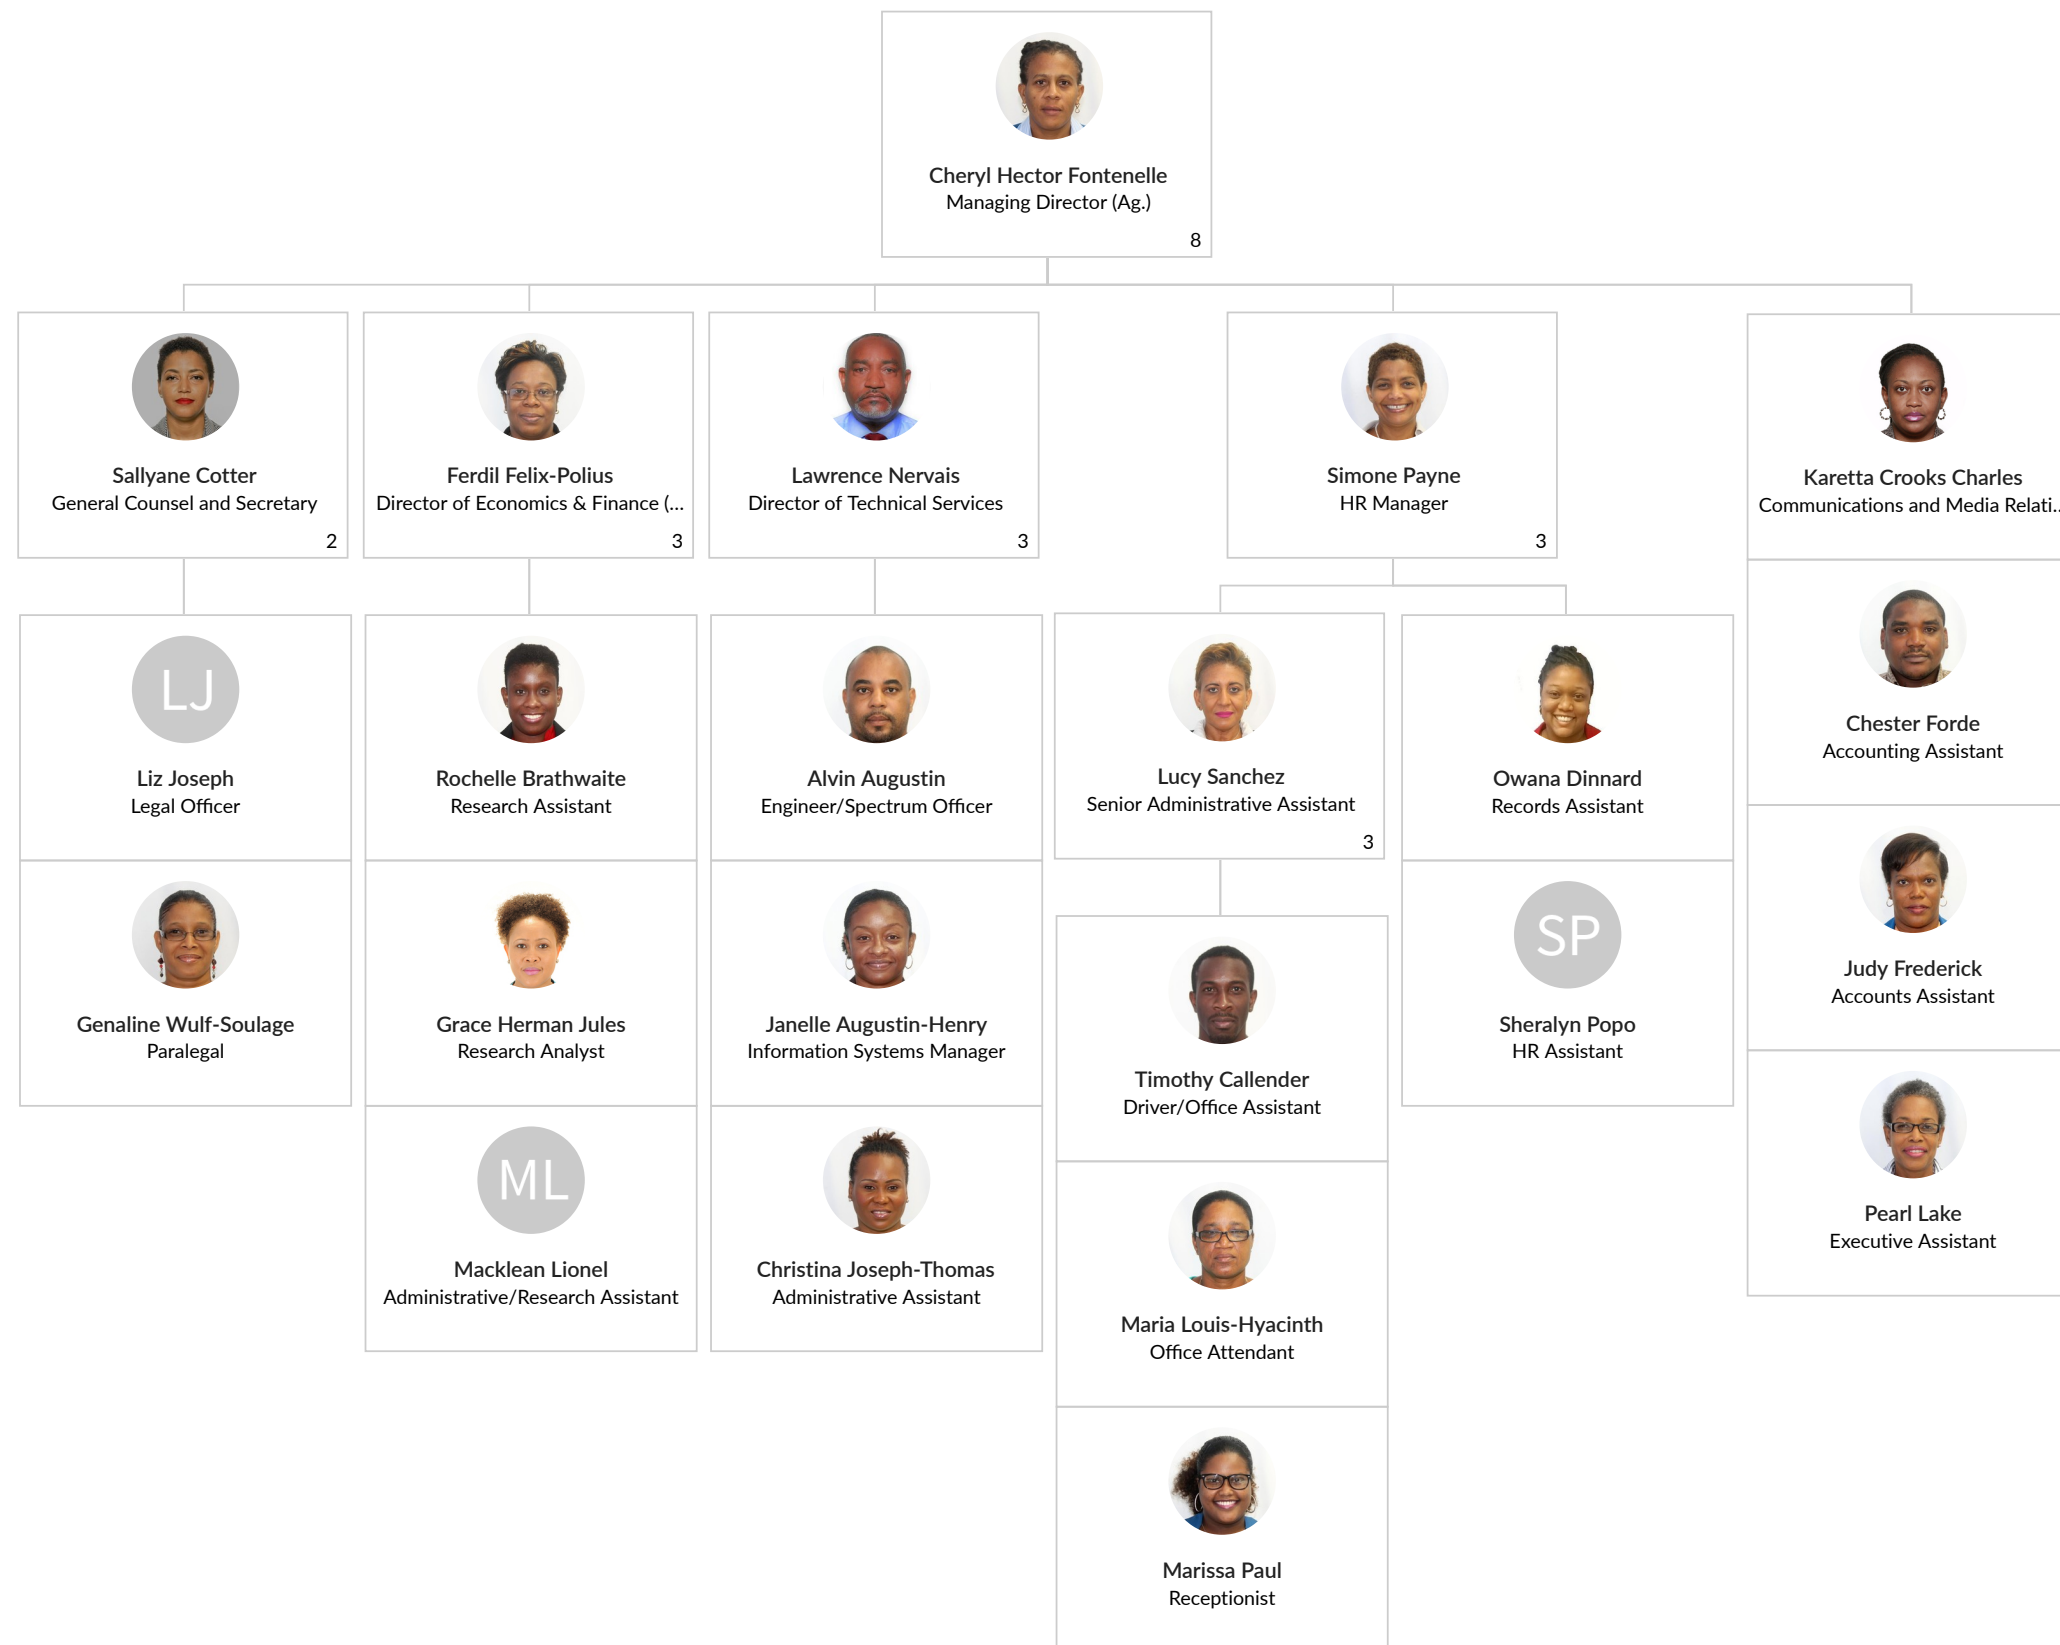 Cheryl Hector Fontenelle
Managing Director (Ag.)
8
Sallyane Cotter
General Counsel and Secretary
2
Ferdil Felix-Polius
Director of Economics & Finance (...
3
Lawrence Nervais
Director of Technical Services
3
Simone Payne
HR Manager
3
Karetta Crooks Charles
Communications and Media Relati...
LJ
Liz Joseph
Legal Officer
Genaline Wulf-Soulage
Paralegal
Rochelle Brathwaite
Research Assistant
Grace Herman Jules
Research Analyst
ML
Macklean Lionel
Administrative/Research Assistant
Alvin Augustin
Engineer/Spectrum Officer
Janelle Augustin-Henry
Information Systems Manager
Christina Joseph-Thomas
Administrative Assistant
Lucy Sanchez
Senior Administrative Assistant
3
Timothy Callender
Driver/Office Assistant
Maria Louis-Hyacinth
Office Attendant
Marissa Paul
Receptionist
Owana Dinnard
Records Assistant
SP
Sheralyn Popo
HR Assistant
Chester Forde
Accounting Assistant
Judy Frederick
Accounts Assistant
Pearl Lake
Executive Assistant